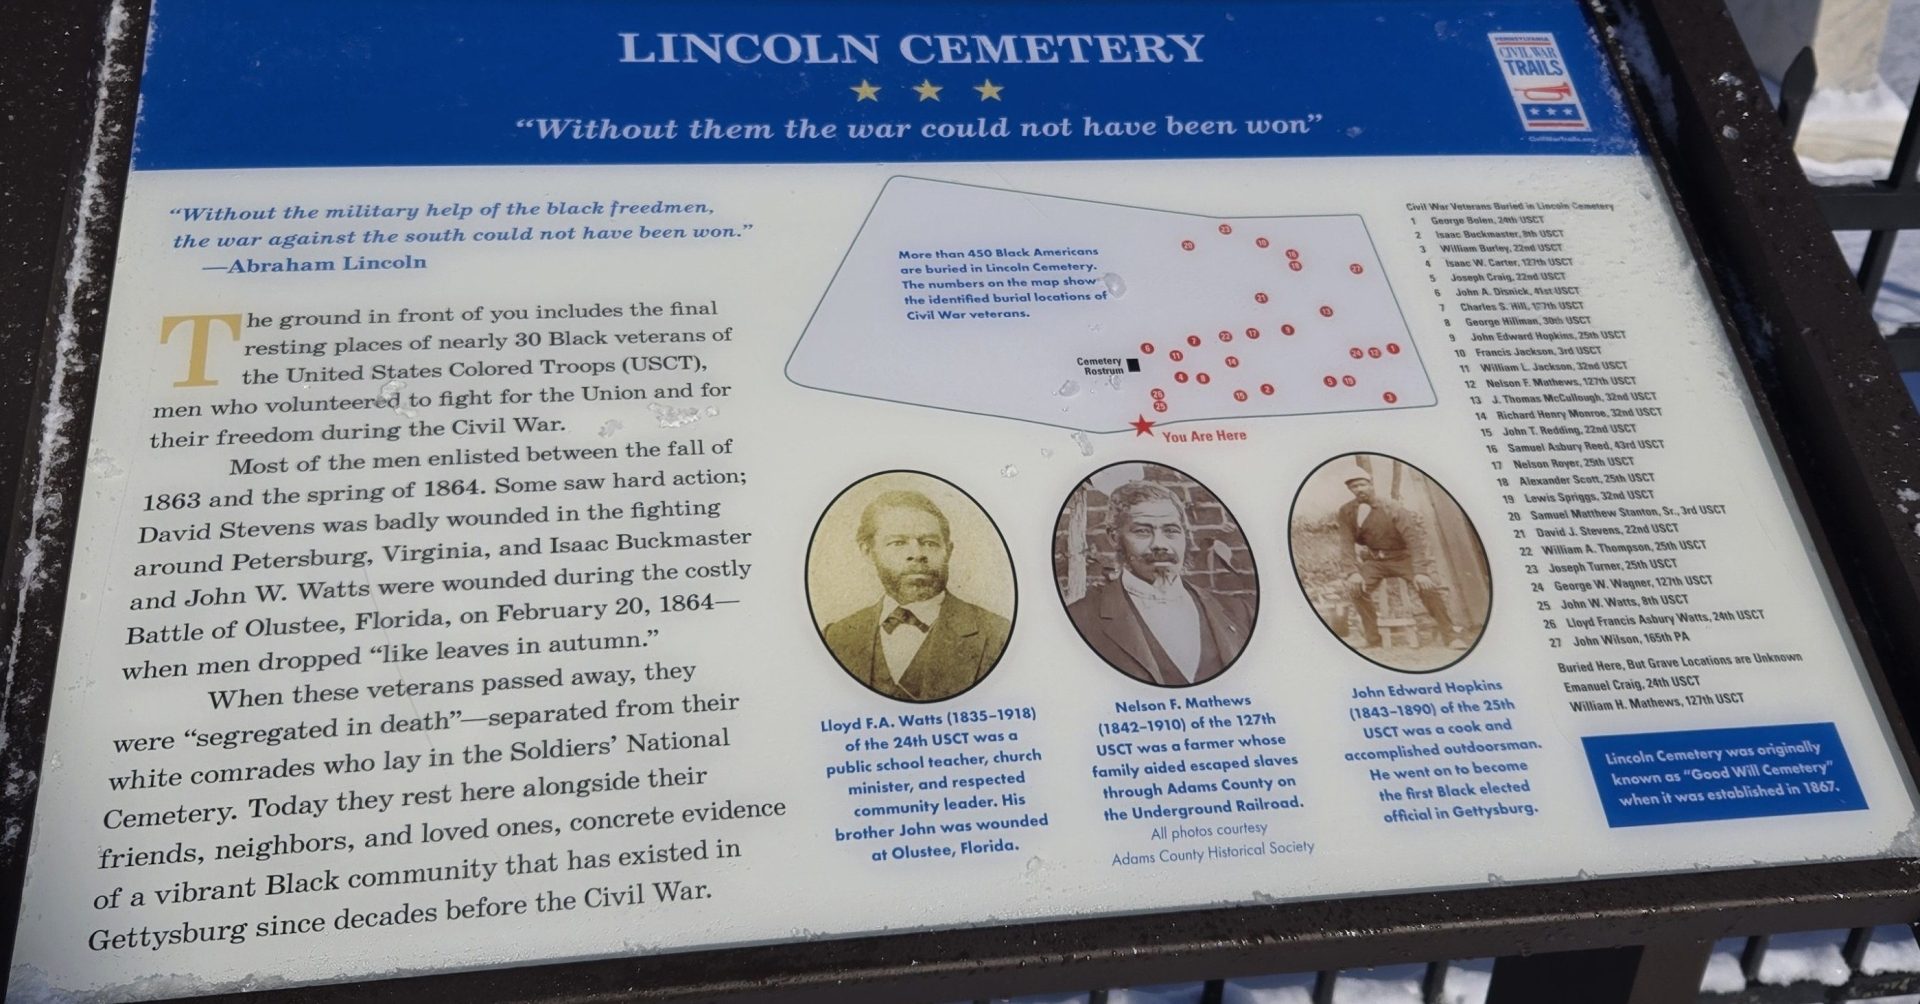 LINCOLN CEMETERY
"Without them the war could not have been won"
PENNSYLVANIA
CIVIL WAR
TRAILS
CivilWarTrails.org
"Without the military help of the black freedmen,
the war against the south could not have been won."
—Abraham Lincoln
The ground in front of you includes the final
resting places of nearly 30 Black veterans of
the United States Colored Troops (USCT),
men who volunteered to fight for the Union and for
their freedom during the Civil War.
Most of the men enlisted between the fall of
1863 and the spring of 1864. Some saw hard action;
David Stevens was badly wounded in the fighting
around Petersburg, Virginia, and Isaac Buckmaster
and John W. Watts were wounded during the costly
Battle of Olustee, Florida, on February 20, 1864—
when men dropped "like leaves in autumn."
When these veterans passed away, they
were "segregated in death"—separated from their
white comrades who lay in the Soldiers' National
Cemetery. Today they rest here alongside their
friends, neighbors, and loved ones, concrete evidence
of a vibrant Black community that has existed in
Gettysburg since decades before the Civil War.
More than 450 Black Americans
are buried in Lincoln Cemetery.
The numbers on the map show
the identified burial locations of
Civil War veterans.
Cemetery
Rostrum
You Are Here
Lloyd F.A. Watts (1835–1918)
of the 24th USCT was a
public school teacher, church
minister, and respected
community leader. His
brother John was wounded
at Olustee, Florida.
Nelson F. Mathews
(1842–1910) of the 127th
USCT was a farmer whose
family aided escaped slaves
through Adams County on
the Underground Railroad.
All photos courtesy
Adams County Historical Society
John Edward Hopkins
(1843–1890) of the 25th
USCT was a cook and
accomplished outdoorsman.
He went on to become
the first Black elected
official in Gettysburg.
Civil War Veterans Buried in Lincoln Cemetery
1 George Bolen, 24th USCT
2 Isaac Buckmaster, 8th USCT
3 William Burley, 22nd USCT
4 Isaac W. Carter, 127th USCT
5 Joseph Craig, 22nd USCT
6 John A. Disnick, 41st USCT
7 Charles S. Hill, 127th USCT
8 George Hillman, 30th USCT
9 John Edward Hopkins, 25th USCT
10 Francis Jackson, 3rd USCT
11 William L. Jackson, 32nd USCT
12 Nelson F. Mathews, 127th USCT
13 J. Thomas McCullough, 32nd USCT
14 Richard Henry Monroe, 32nd USCT
15 John T. Redding, 22nd USCT
16 Samuel Asbury Reed, 43rd USCT
17 Nelson Royer, 25th USCT
18 Alexander Scott, 25th USCT
19 Lewis Spriggs, 32nd USCT
20 Samuel Matthew Stanton, Sr., 3rd USCT
21 David J. Stevens, 22nd USCT
22 William A. Thompson, 25th USCT
23 Joseph Turner, 25th USCT
24 George W. Wagner, 127th USCT
25 John W. Watts, 8th USCT
26 Lloyd Francis Asbury Watts, 24th USCT
27 John Wilson, 165th PA
Buried Here, But Grave Locations are Unknown
Emanuel Craig, 24th USCT
William H. Mathews, 127th USCT
Lincoln Cemetery was originally
known as "Good Will Cemetery"
when it was established in 1867.